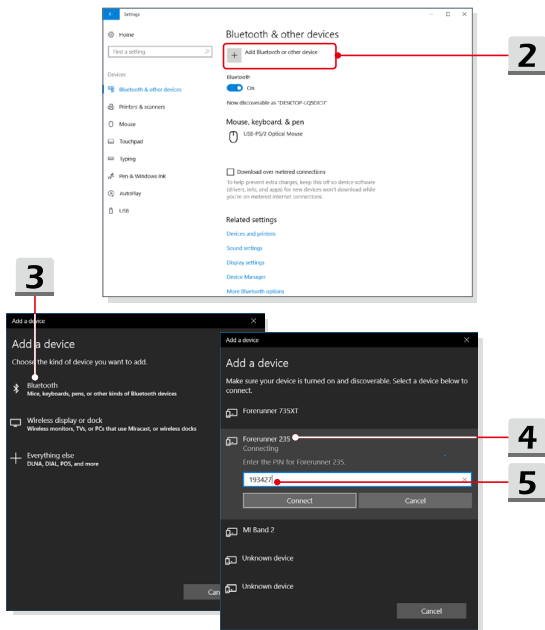 Settings
Home
Find a setting
Devices
Bluetooth & other devices
Printers & scanners
Mouse
Touchpad
Typing
Pen & Windows Ink
AutoPlay
USB
Bluetooth & other devices
Add Bluetooth or other device
2
Bluetooth
On
Now discoverable as "DESKTOP-LQSDIC3"
Mouse, keyboard, & pen
USB-PS/2 Optical Mouse
Download over metered connections
To help prevent extra charges, keep this off so device software
(drivers, info, and apps) for new devices won't download while
you're on metered internet connections.
Related settings
Devices and printers
Sound settings
Display settings
Device Manager
More Bluetooth options
3
Add a device
Add a device
Choose the kind of device you want to add.
Bluetooth
Mice, keyboards, pens, or other kinds of Bluetooth devices
Wireless display or dock
Wireless monitors, TVs, or PCs that use Miracast, or wireless docks
Everything else
DLNA, DIAL, POS, and more
Can
Add a device
Add a device
Make sure your device is turned on and discoverable. Select a device below to
connect.
Forerunner 735XT
Forerunner 235
4
Connecting
Enter the PIN for Forerunner 235.
193427
5
Connect
Cancel
MI Band 2
Unknown device
Unknown device
Cancel